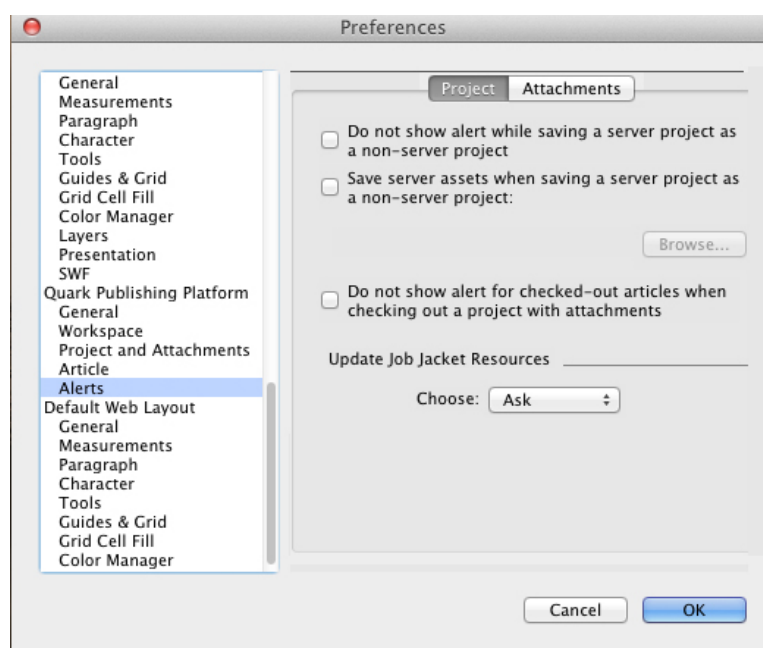 Preferences
General
Measurements
Paragraph
Character
Tools
Guides & Grid
Grid Cell Fill
Color Manager
Layers
Presentation
SWF
Quark Publishing Platform
General
Workspace
Project and Attachments
Article
Alerts
Default Web Layout
General
Measurements
Paragraph
Character
Tools
Guides & Grid
Grid Cell Fill
Color Manager
Project
Attachments
Do not show alert while saving a server project as
a non-server project
Save server assets when saving a server project as
a non-server project:
Browse...
Do not show alert for checked-out articles when
checking out a project with attachments
Update Job Jacket Resources
Choose: Ask
Cancel
OK